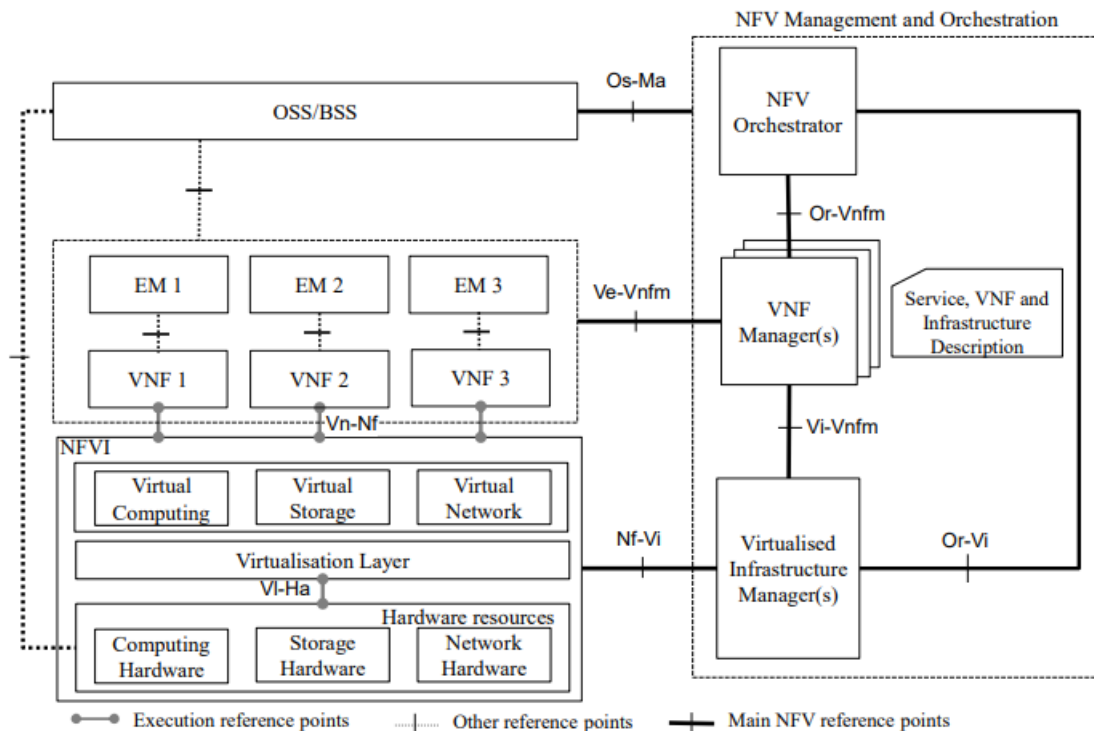 NFV Management and Orchestration
Os-Ma
OSS/BSS
NFV
Orchestrator
Or-Vnfm
EM 1
EM 2
EM 3
Ve-Vnfm
VNF
Manager(s)
Service, VNF and
Infrastructure
Description
VNF 1
VNF 2
VNF 3
Vn-Nf
Vi-Vnfm
NFVI
Virtual
Computing
Virtual
Storage
Virtual
Network
Nf-Vi
Virtualised
Infrastructure
Manager(s)
Or-Vi
Virtualisation Layer
Vl-Ha
Hardware resources
Computing
Hardware
Storage
Hardware
Network
Hardware
Execution reference points
Other reference points
Main NFV reference points